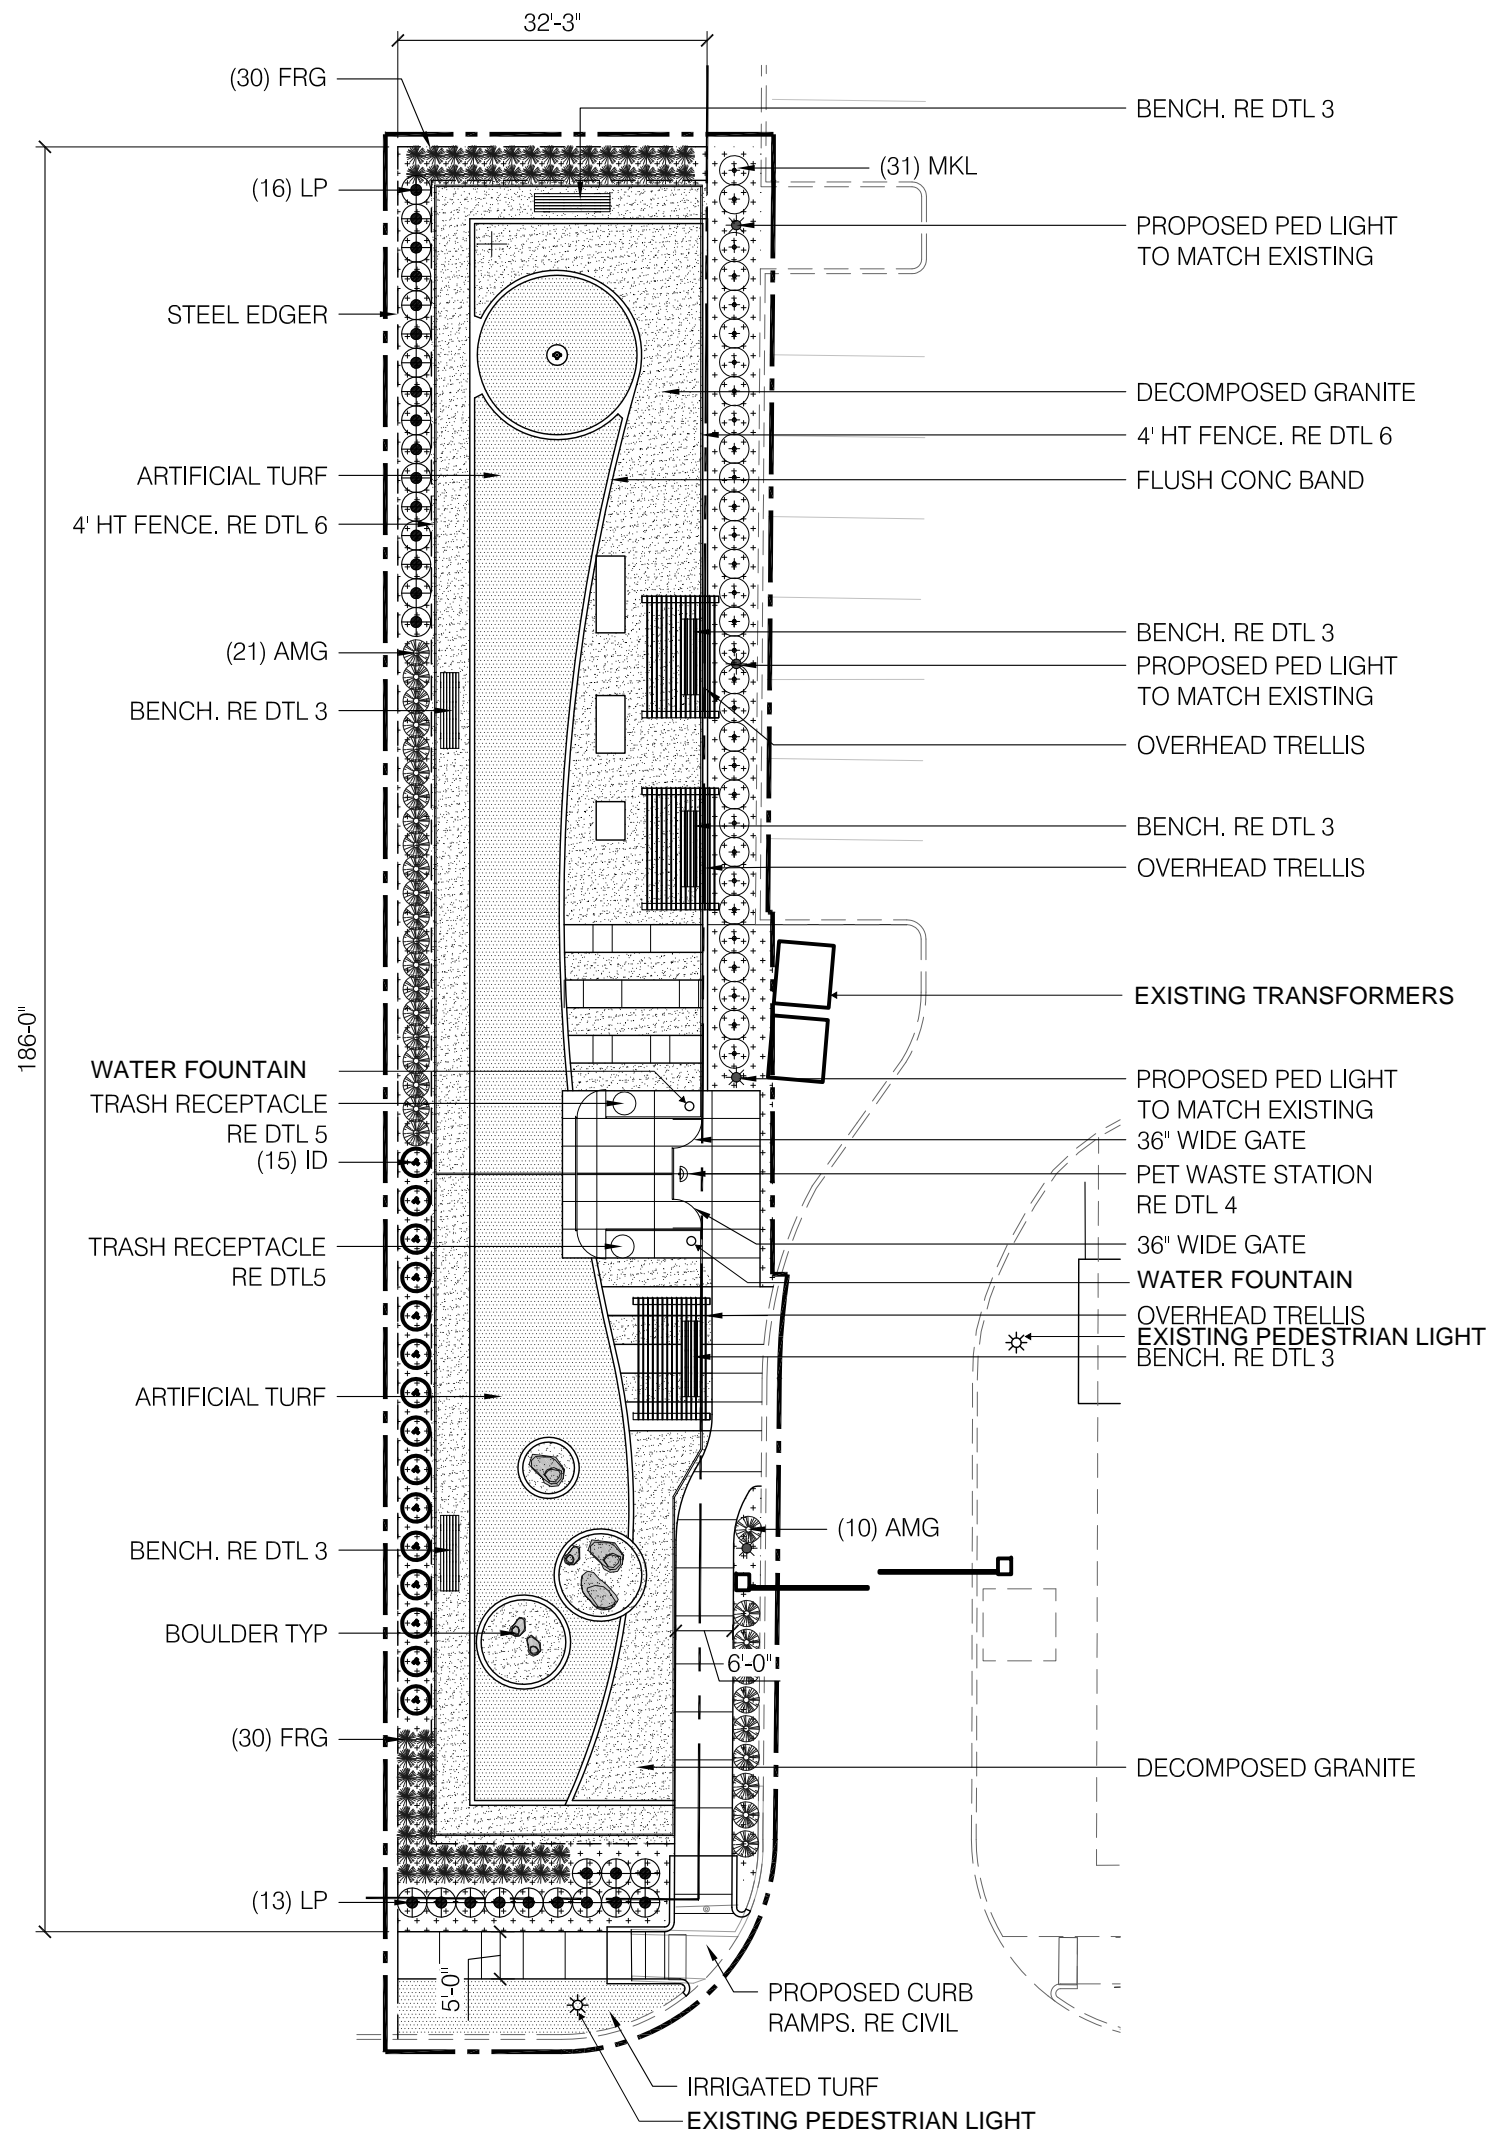 32'-3"
(30) FRG
BENCH. RE DTL 3
(31) MKL
(16) LP
PROPOSED PED LIGHT
TO MATCH EXISTING
STEEL EDGER
DECOMPOSED GRANITE
4' HT FENCE. RE DTL 6
FLUSH CONC BAND
ARTIFICIAL TURF
4' HT FENCE. RE DTL 6
BENCH. RE DTL 3
(21) AMG
PROPOSED PED LIGHT
TO MATCH EXISTING
BENCH. RE DTL 3
OVERHEAD TRELLIS
BENCH. RE DTL 3
OVERHEAD TRELLIS
EXISTING TRANSFORMERS
186-0"
WATER FOUNTAIN
TRASH RECEPTACLE
RE DTL 5
(15) ID
PROPOSED PED LIGHT
TO MATCH EXISTING
36" WIDE GATE
PET WASTE STATION
RE DTL 4
TRASH RECEPTACLE
RE DTL5
36" WIDE GATE
WATER FOUNTAIN
OVERHEAD TRELLIS
EXISTING PEDESTRIAN LIGHT
BENCH. RE DTL 3
ARTIFICIAL TURF
(10) AMG
BENCH. RE DTL 3
BOULDER TYP
6'-0"
(30) FRG
DECOMPOSED GRANITE
(13) LP
5'-0"
PROPOSED CURB
RAMPS. RE CIVIL
IRRIGATED TURF
EXISTING PEDESTRIAN LIGHT